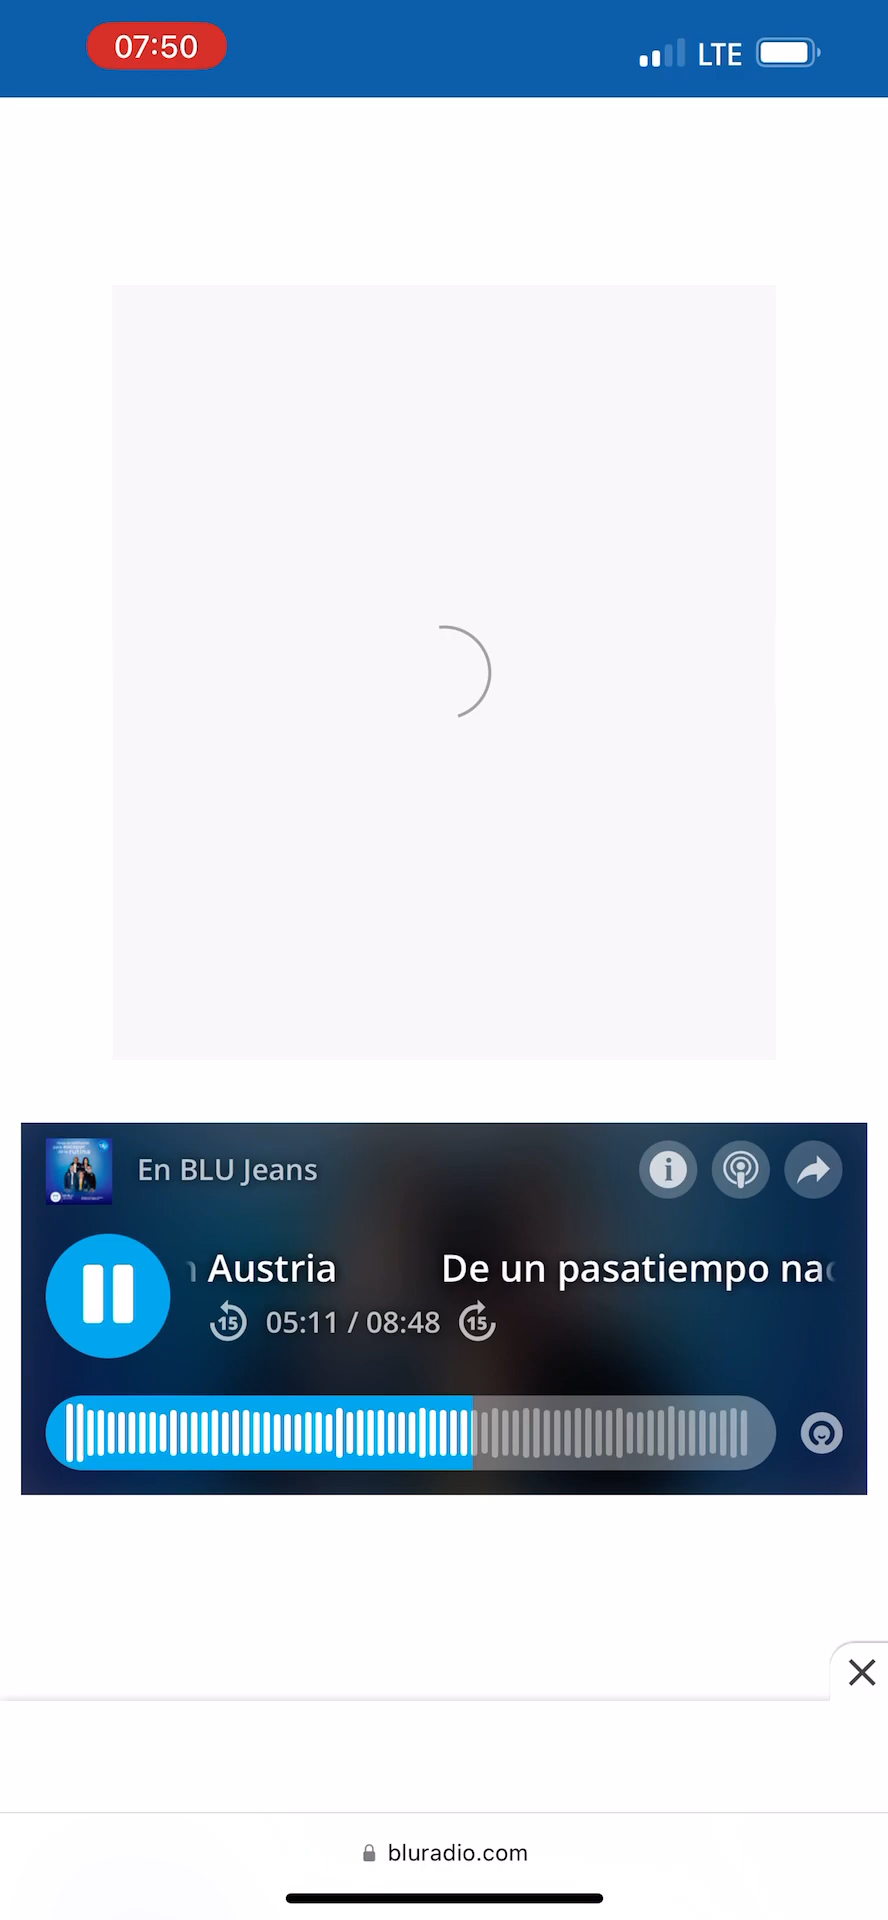 07:50
LTE
En BLU Jeans
Austria
De un pasatiempo na
15
05:11 / 08:48
15
bluradio.com